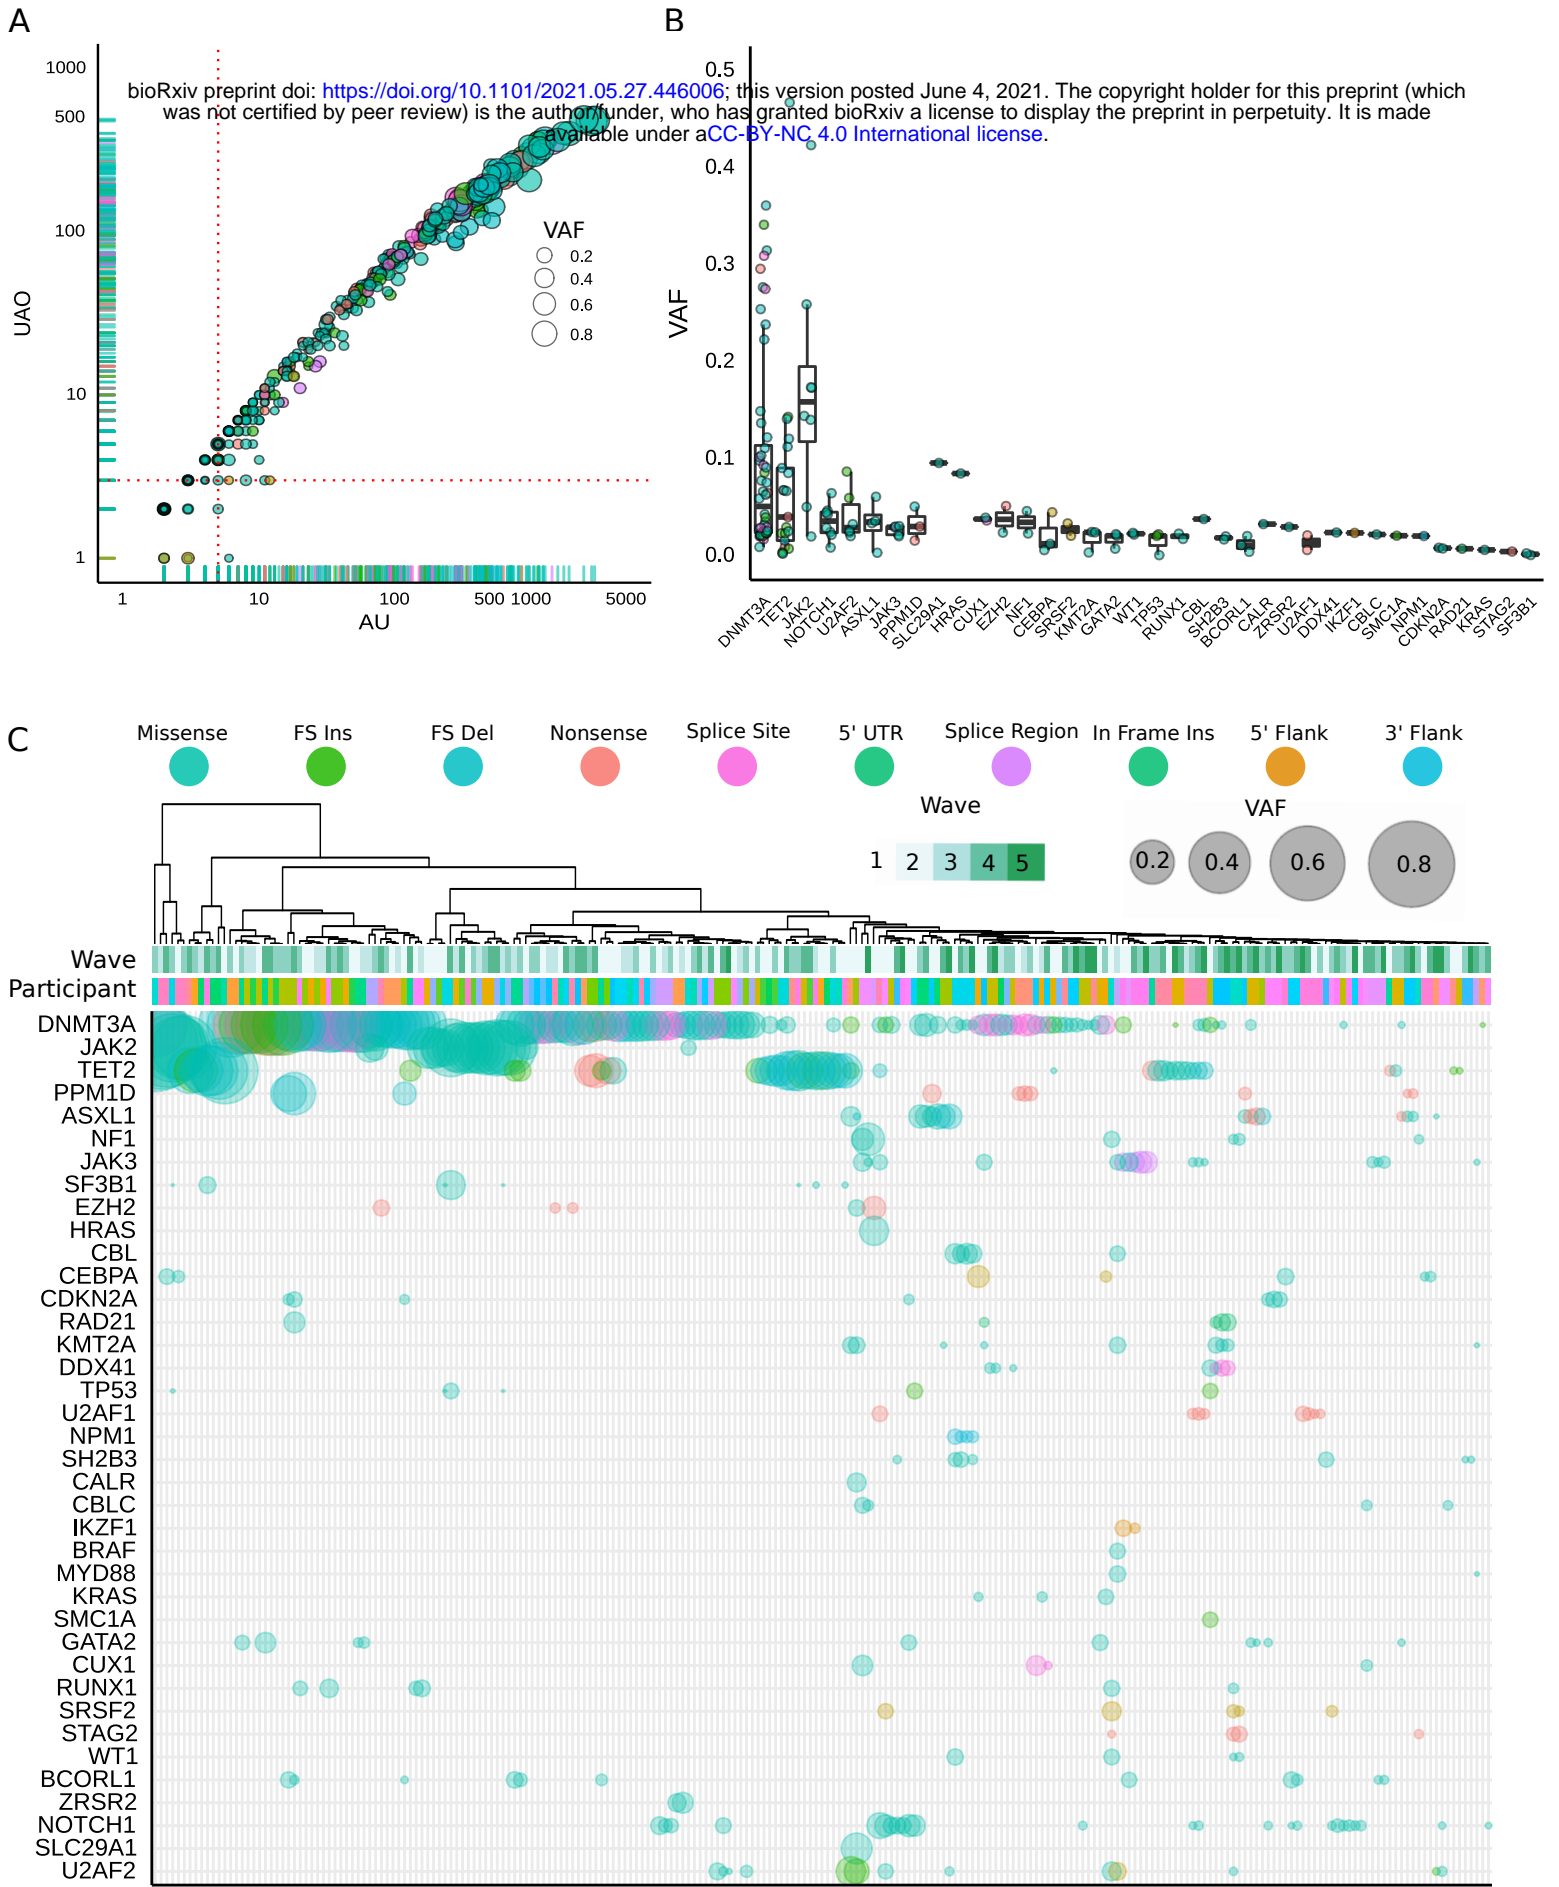 A
B
bioRxiv preprint doi: https://doi.org/10.1101/2021.05.27.446006; this version posted June 4, 2021. The copyright holder for this preprint (which
was not certified by peer review) is the author/funder, who has granted bioRxiv a license to display the preprint in perpetuity. It is made
available under aCC-BY-NC 4.0 International license.
1000
500
100
10
1
UAO
1 10 100 500 1000 5000
AU
VAF
0.2
0.4
0.6
0.8
0.5
0.4
0.3
0.2
0.1
0.0
VAF
DNMT3A
TET2
JAK2
NOTCH1
U2AF2
ASXL1
JAK3
PPM1D
SLC29A1
HRAS
CUX1
EZH2
NF1
CEBPA
SRSF2
KMT2A
GATA2
WT1
TP53
RUNX1
CBL
SH2B3
BCORL1
CALR
ZRSR2
U2AF1
DDX41
IKZF1
CBLC
SMC1A
NPM1
CDKN2A
RAD21
KRAS
STAG2
SF3B1
C
Missense FS Ins FS Del Nonsense Splice Site 5' UTR Splice Region In Frame Ins 5' Flank 3' Flank
Wave
1 2 3 4 5
VAF
0.2 0.4 0.6 0.8
Wave
Participant
DNMT3A
JAK2
TET2
PPM1D
ASXL1
NF1
JAK3
SF3B1
EZH2
HRAS
CBL
CEBPA
CDKN2A
RAD21
KMT2A
DDX41
TP53
U2AF1
NPM1
SH2B3
CALR
CBLC
IKZF1
BRAF
MYD88
KRAS
SMC1A
GATA2
CUX1
RUNX1
SRSF2
STAG2
WT1
BCORL1
ZRSR2
NOTCH1
SLC29A1
U2AF2